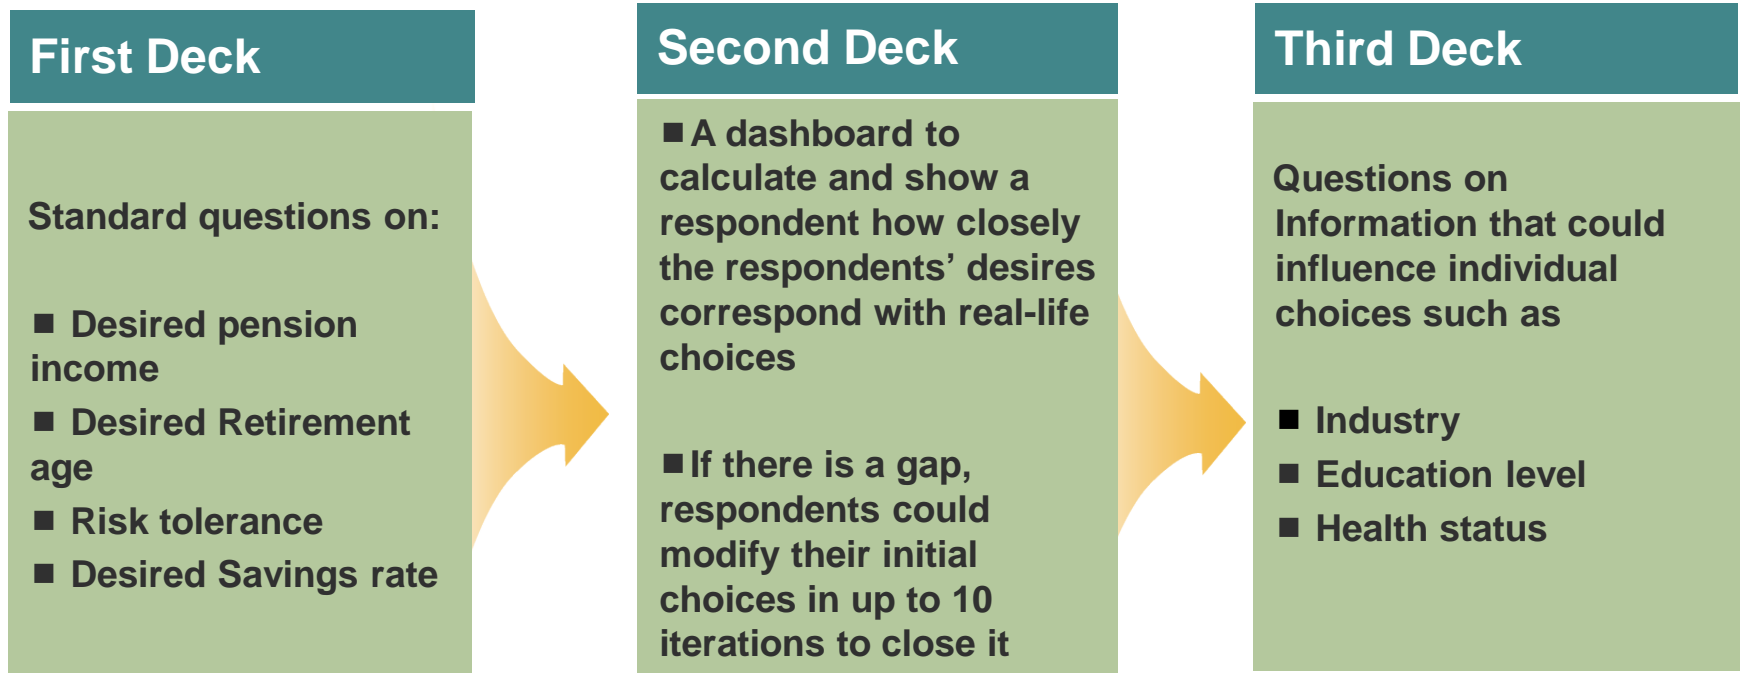 First Deck
Standard questions on:
■ Desired pension
income
■ Desired Retirement
age
■ Risk tolerance
■ Desired Savings rate
Second Deck
■ A dashboard to
calculate and show a
respondent how closely
the respondents’ desires
correspond with real-life
choices
■ If there is a gap,
respondents could
modify their initial
choices in up to 10
iterations to close it
Third Deck
Questions on
Information that could
influence individual
choices such as
■ Industry
■ Education level
■ Health status